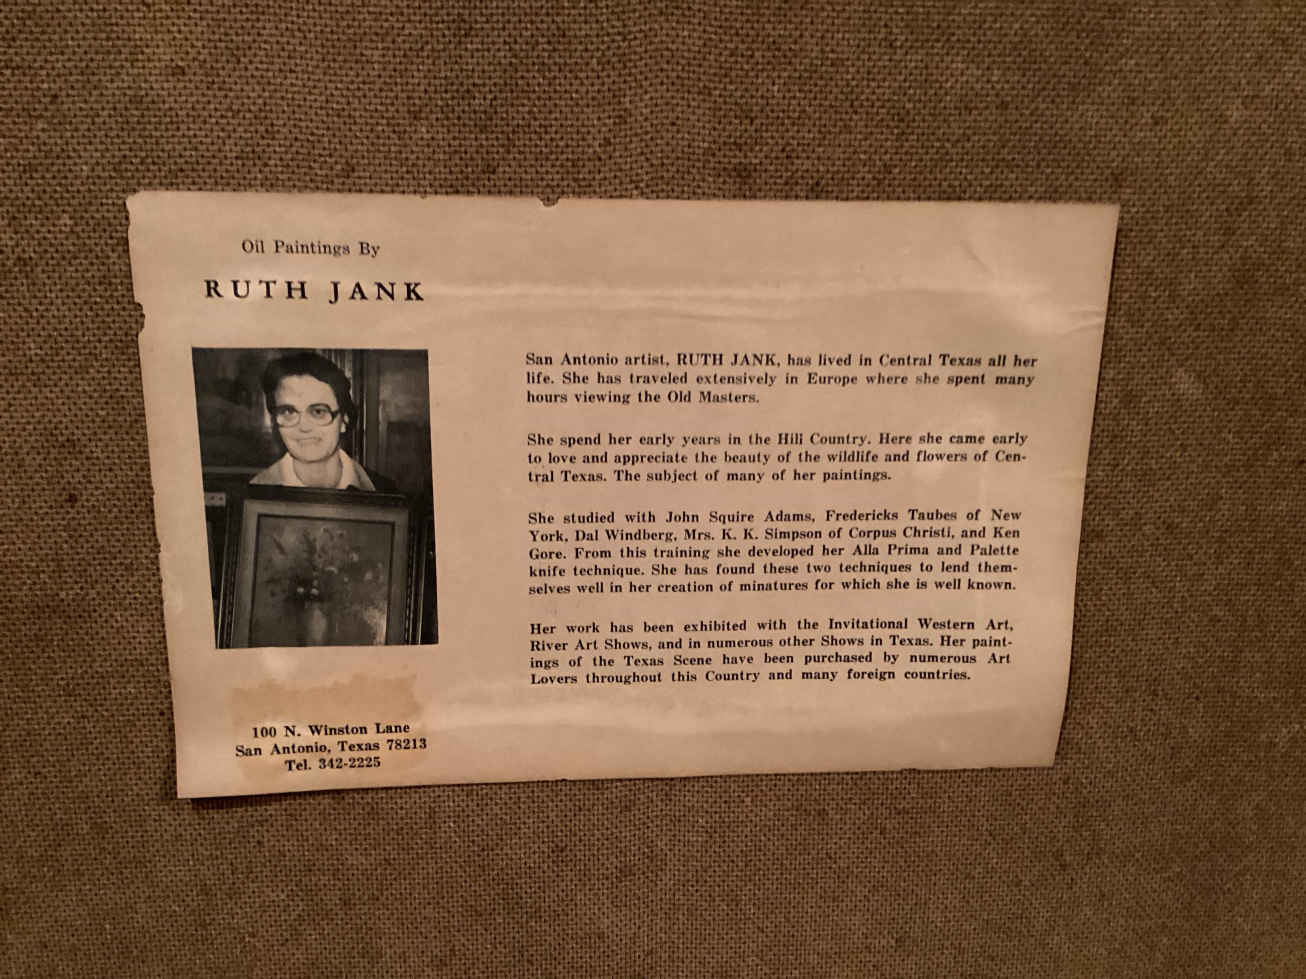 Oil Paintings By
RUTH JANK
San Antonio artist, RUTH JANK, has lived in Central Texas all her
life. She has traveled extensively in Europe where she spent many
hours viewing the Old Masters.
She spend her early years in the Hill Country. Here she came early
to love and appreciate the beauty of the wildlife and flowers of Cen-
tral Texas. The subject of many of her paintings.
She studied with John Squire Adams, Fredericks Taubes of New
York, Dal Windberg, Mrs. K. K. Simpson of Corpus Christi, and Ken
Gore. From this training she developed her Alla Prima and Palette
knife technique. She has found these two techniques to lend them-
selves well in her creation of minatures for which she is well known.
Her work has been exhibited with the Invitational Western Art,
River Art Shows, and in numerous other Shows in Texas. Her paint-
ings of the Texas Scene have been purchased by numerous Art
Lovers throughout this Country and many foreign countries.
100 N. Winston Lane
San Antonio, Texas 78213
Tel. 342-2225